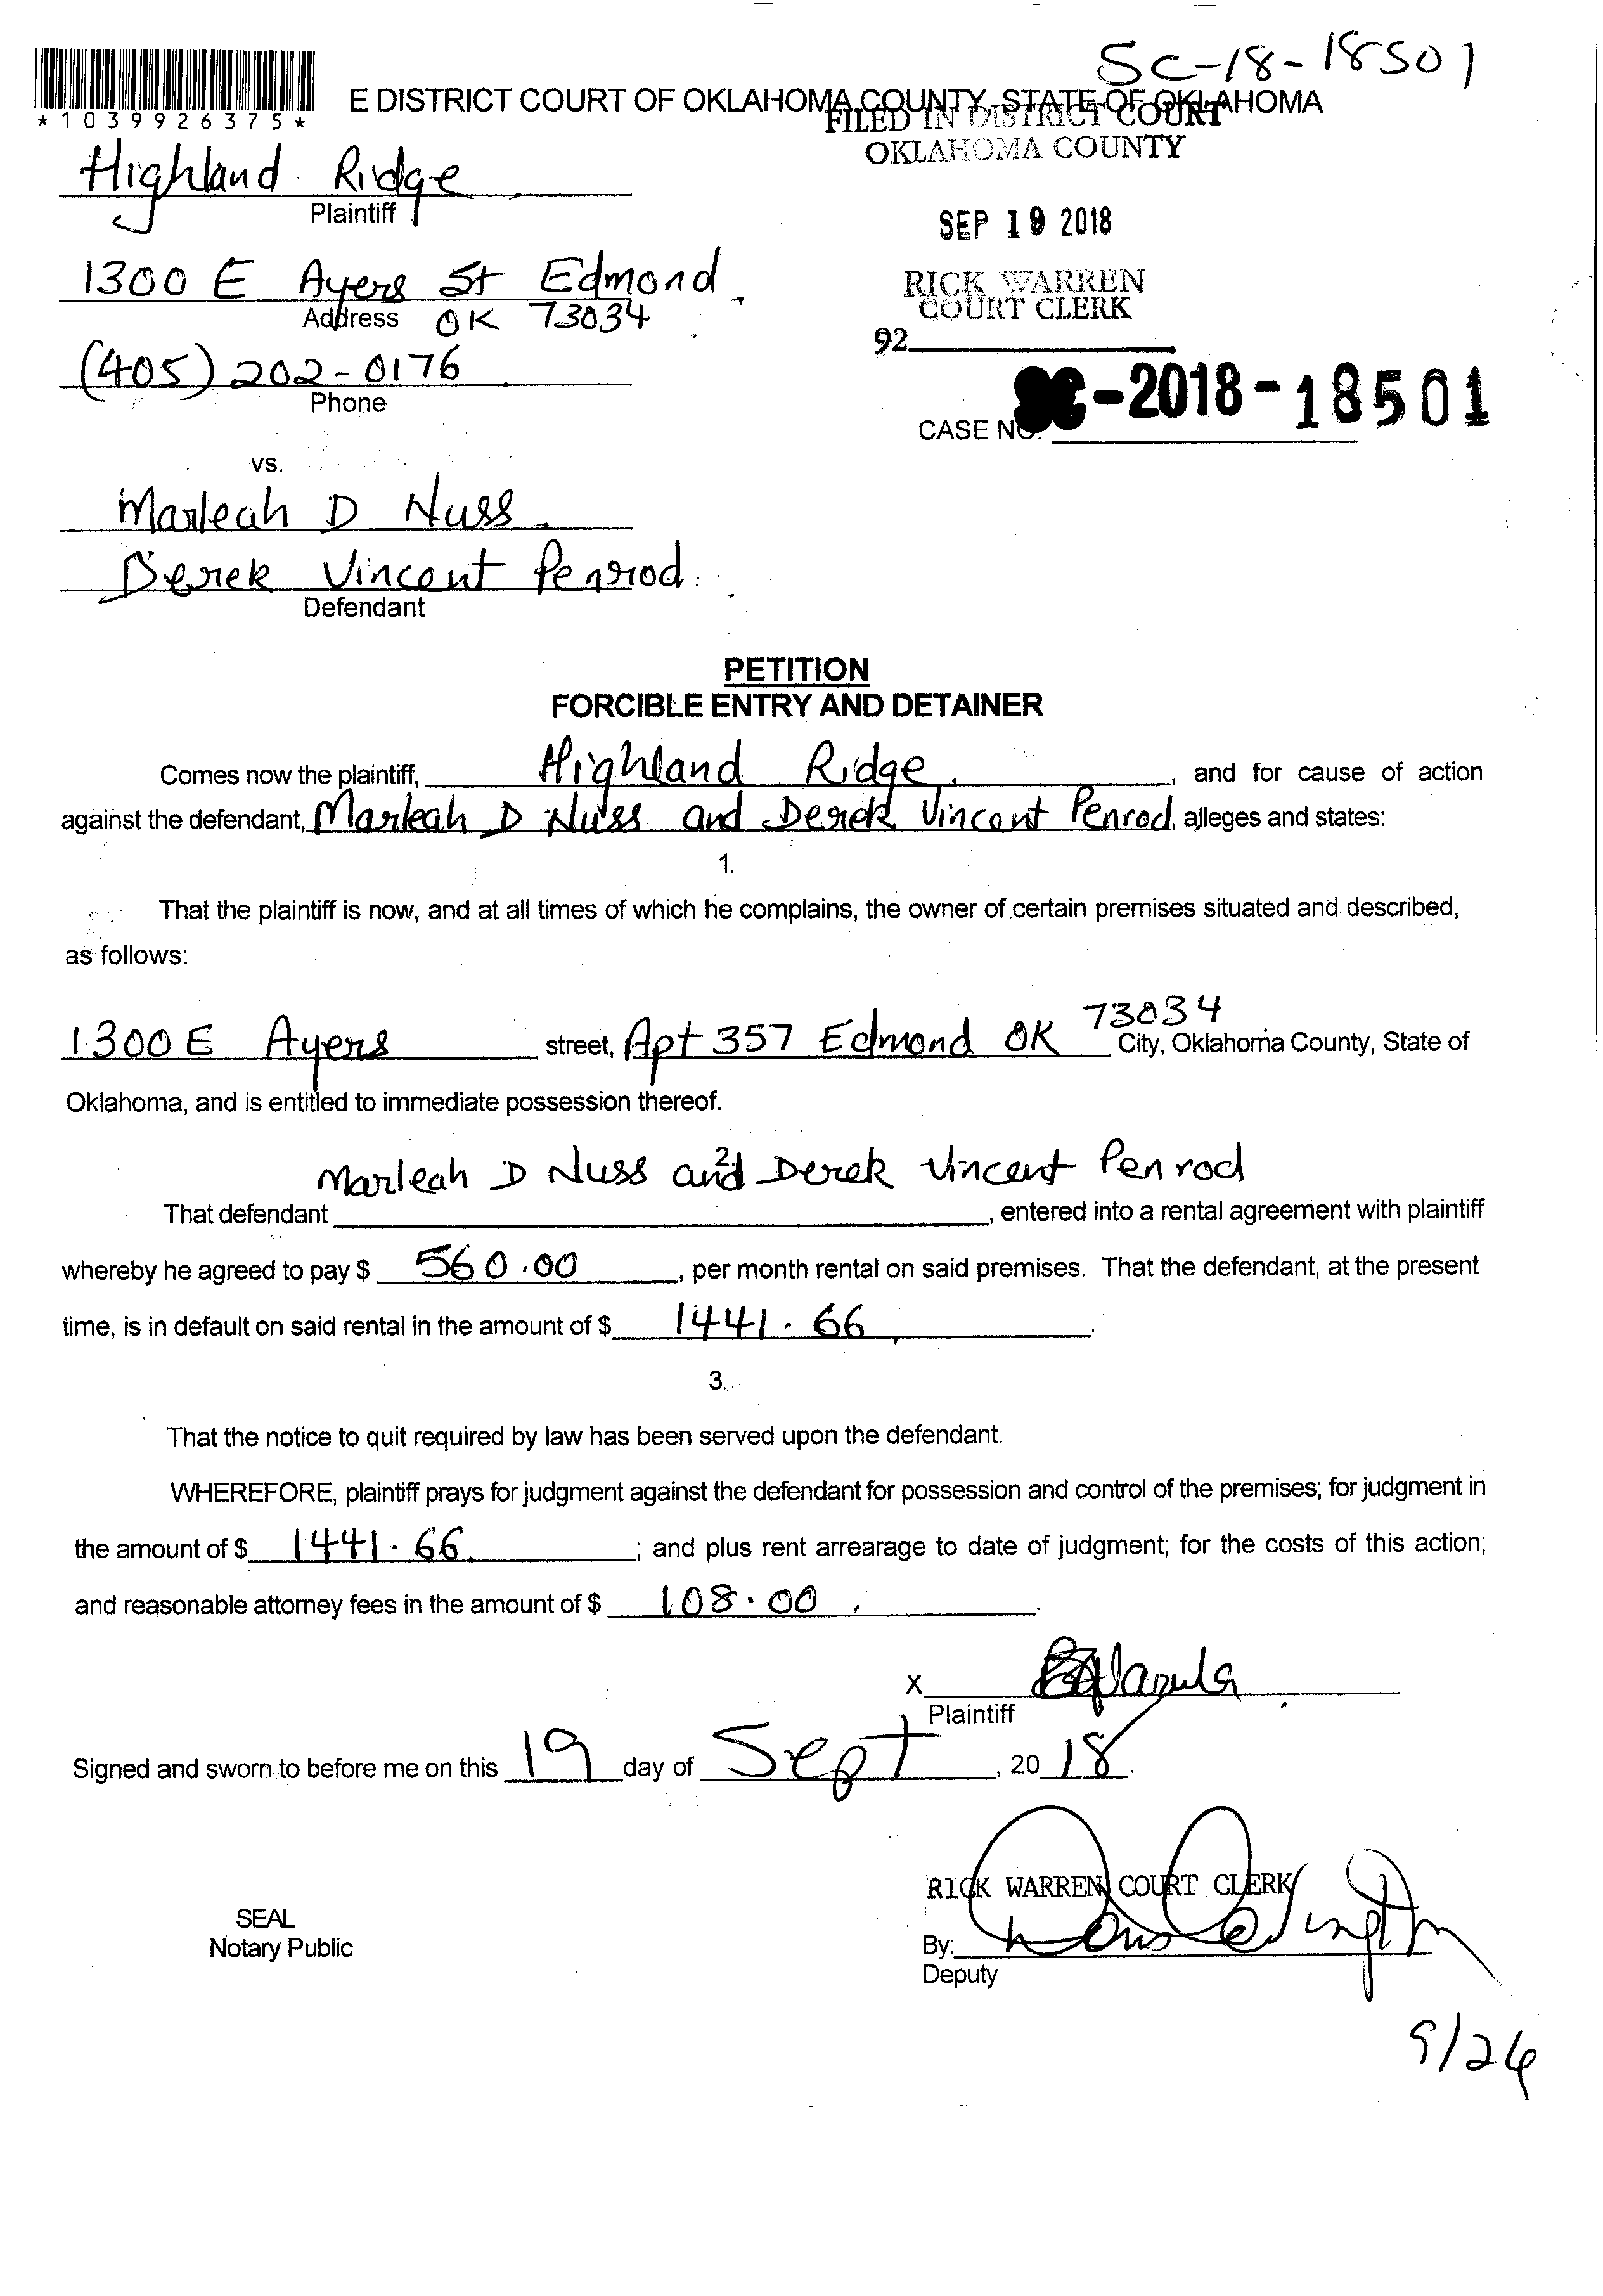 SC-18-18501
*1039926375*
E DISTRICT COURT OF OKLAHOMA COUNTY, STATE OF OKLAHOMA
FILED IN DISTRICT COURT
OKLAHOMA COUNTY
Highland Ridge
Plaintiff
SEP 19 2018
1300 E Ayers St Edmond
Address OK 73034
RICK WARREN
COURT CLERK
92
(405) 202-0176
Phone
CASE NO. SC-2018-18501
vs.
Marleah D Nuss
Derek Vincent Penrod
Defendant
PETITION
FORCIBLE ENTRY AND DETAINER
Comes now the plaintiff, Highland Ridge, and for cause of action
against the defendant, Marleah D Nuss and Derek Vincent Penrod, alleges and states:
1.
That the plaintiff is now, and at all times of which he complains, the owner of certain premises situated and described,
as follows:
1300 E Ayers street, Apt 357 Edmond OK 73034 City, Oklahoma County, State of
Oklahoma, and is entitled to immediate possession thereof.
2
Marleah D Nuss and Derek Vincent Penrod
That defendant , entered into a rental agreement with plaintiff
whereby he agreed to pay $ 560.00, per month rental on said premises. That the defendant, at the present
time, is in default on said rental in the amount of $ 1441.66.
3.
That the notice to quit required by law has been served upon the defendant.
WHEREFORE, plaintiff prays for judgment against the defendant for possession and control of the premises; for judgment in
the amount of $ 1441.66; and plus rent arrearage to date of judgment; for the costs of this action;
and reasonable attorney fees in the amount of $ 108.00.
X
Plaintiff
Signed and sworn to before me on this 19 day of Sept, 20 18.
RICK WARREN COURT CLERK
SEAL
Notary Public
By:
Deputy
9/26